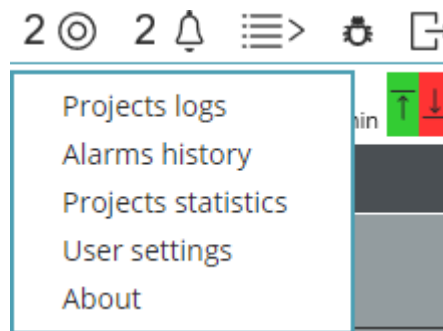 2 2
Projects logs
Alarms history
Projects statistics
User settings
About